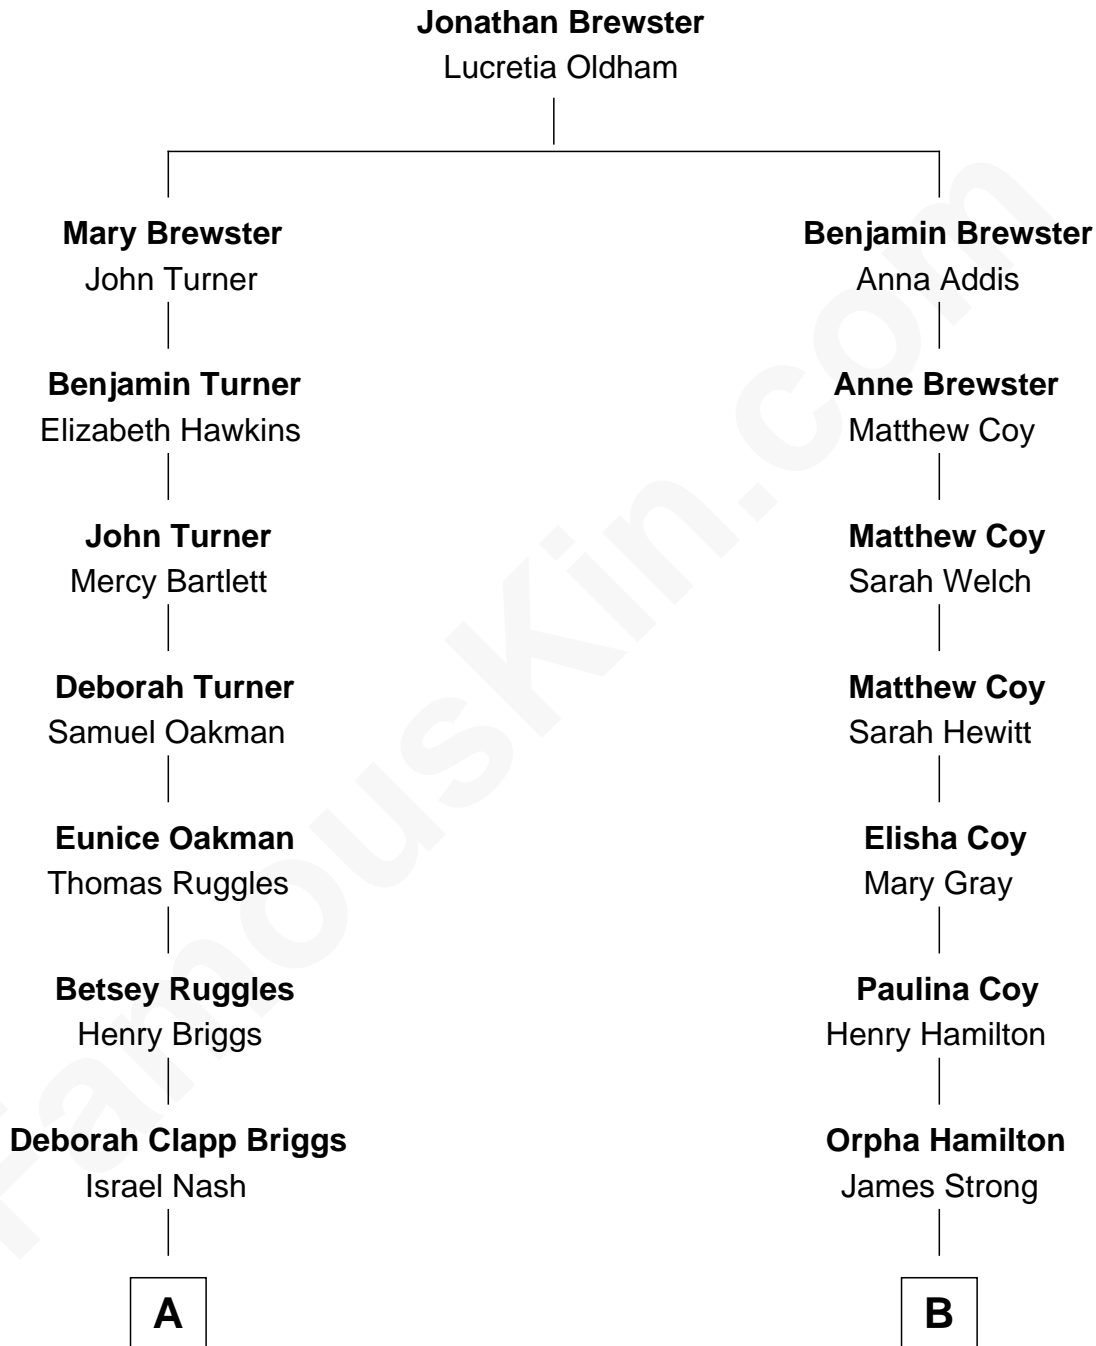 Jonathan Brewster
Lucretia Oldham
Mary Brewster
John Turner
Benjamin Brewster
Anna Addis
Benjamin Turner
Elizabeth Hawkins
Anne Brewster
Matthew Coy
John Turner
Mercy Bartlett
Matthew Coy
Sarah Welch
Deborah Turner
Samuel Oakman
Matthew Coy
Sarah Hewitt
Eunice Oakman
Thomas Ruggles
Elisha Coy
Mary Gray
Betsey Ruggles
Henry Briggs
Paulina Coy
Henry Hamilton
Deborah Clapp Briggs
Israel Nash
Orpha Hamilton
James Strong
A
B
FamousKin.com